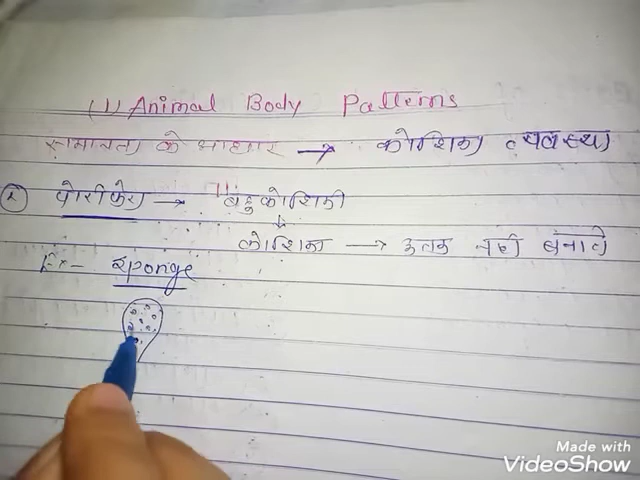 (1) Animal Body Patterns
समानता के आधार → कोशिका व्यवस्था
① पोरीफेरा → बहुकोशिकी
↓
कोशिका → उतक नही बनाते
Ex- Sponge
Made with
VideoShow